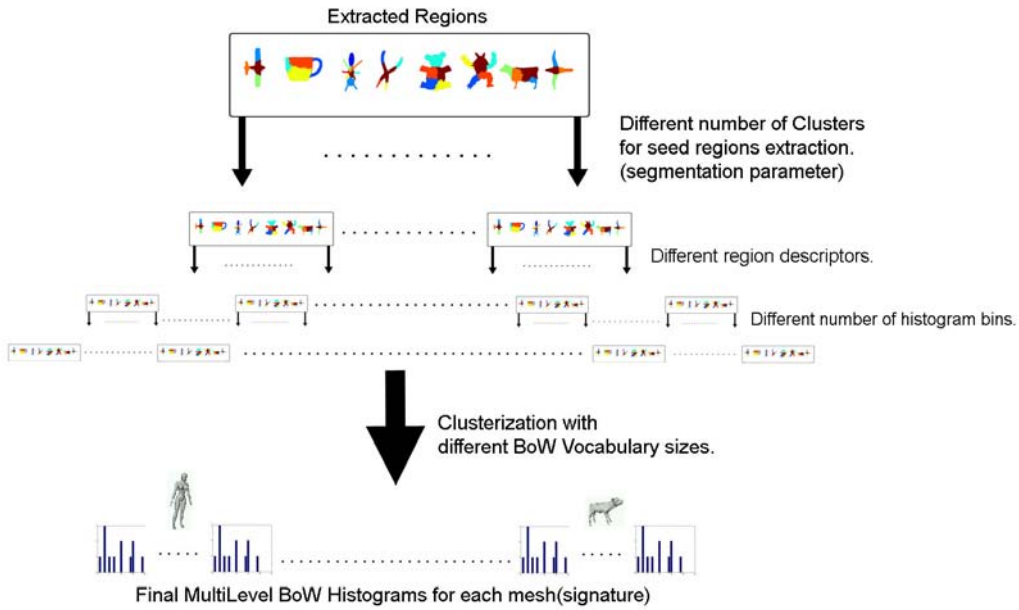 Extracted Regions
Different number of Clusters
for seed regions extraction.
(segmentation parameter)
Different region descriptors.
Different number of histogram bins.
Clusterization with
different BoW Vocabulary sizes.
Final MultiLevel BoW Histograms for each mesh(signature)